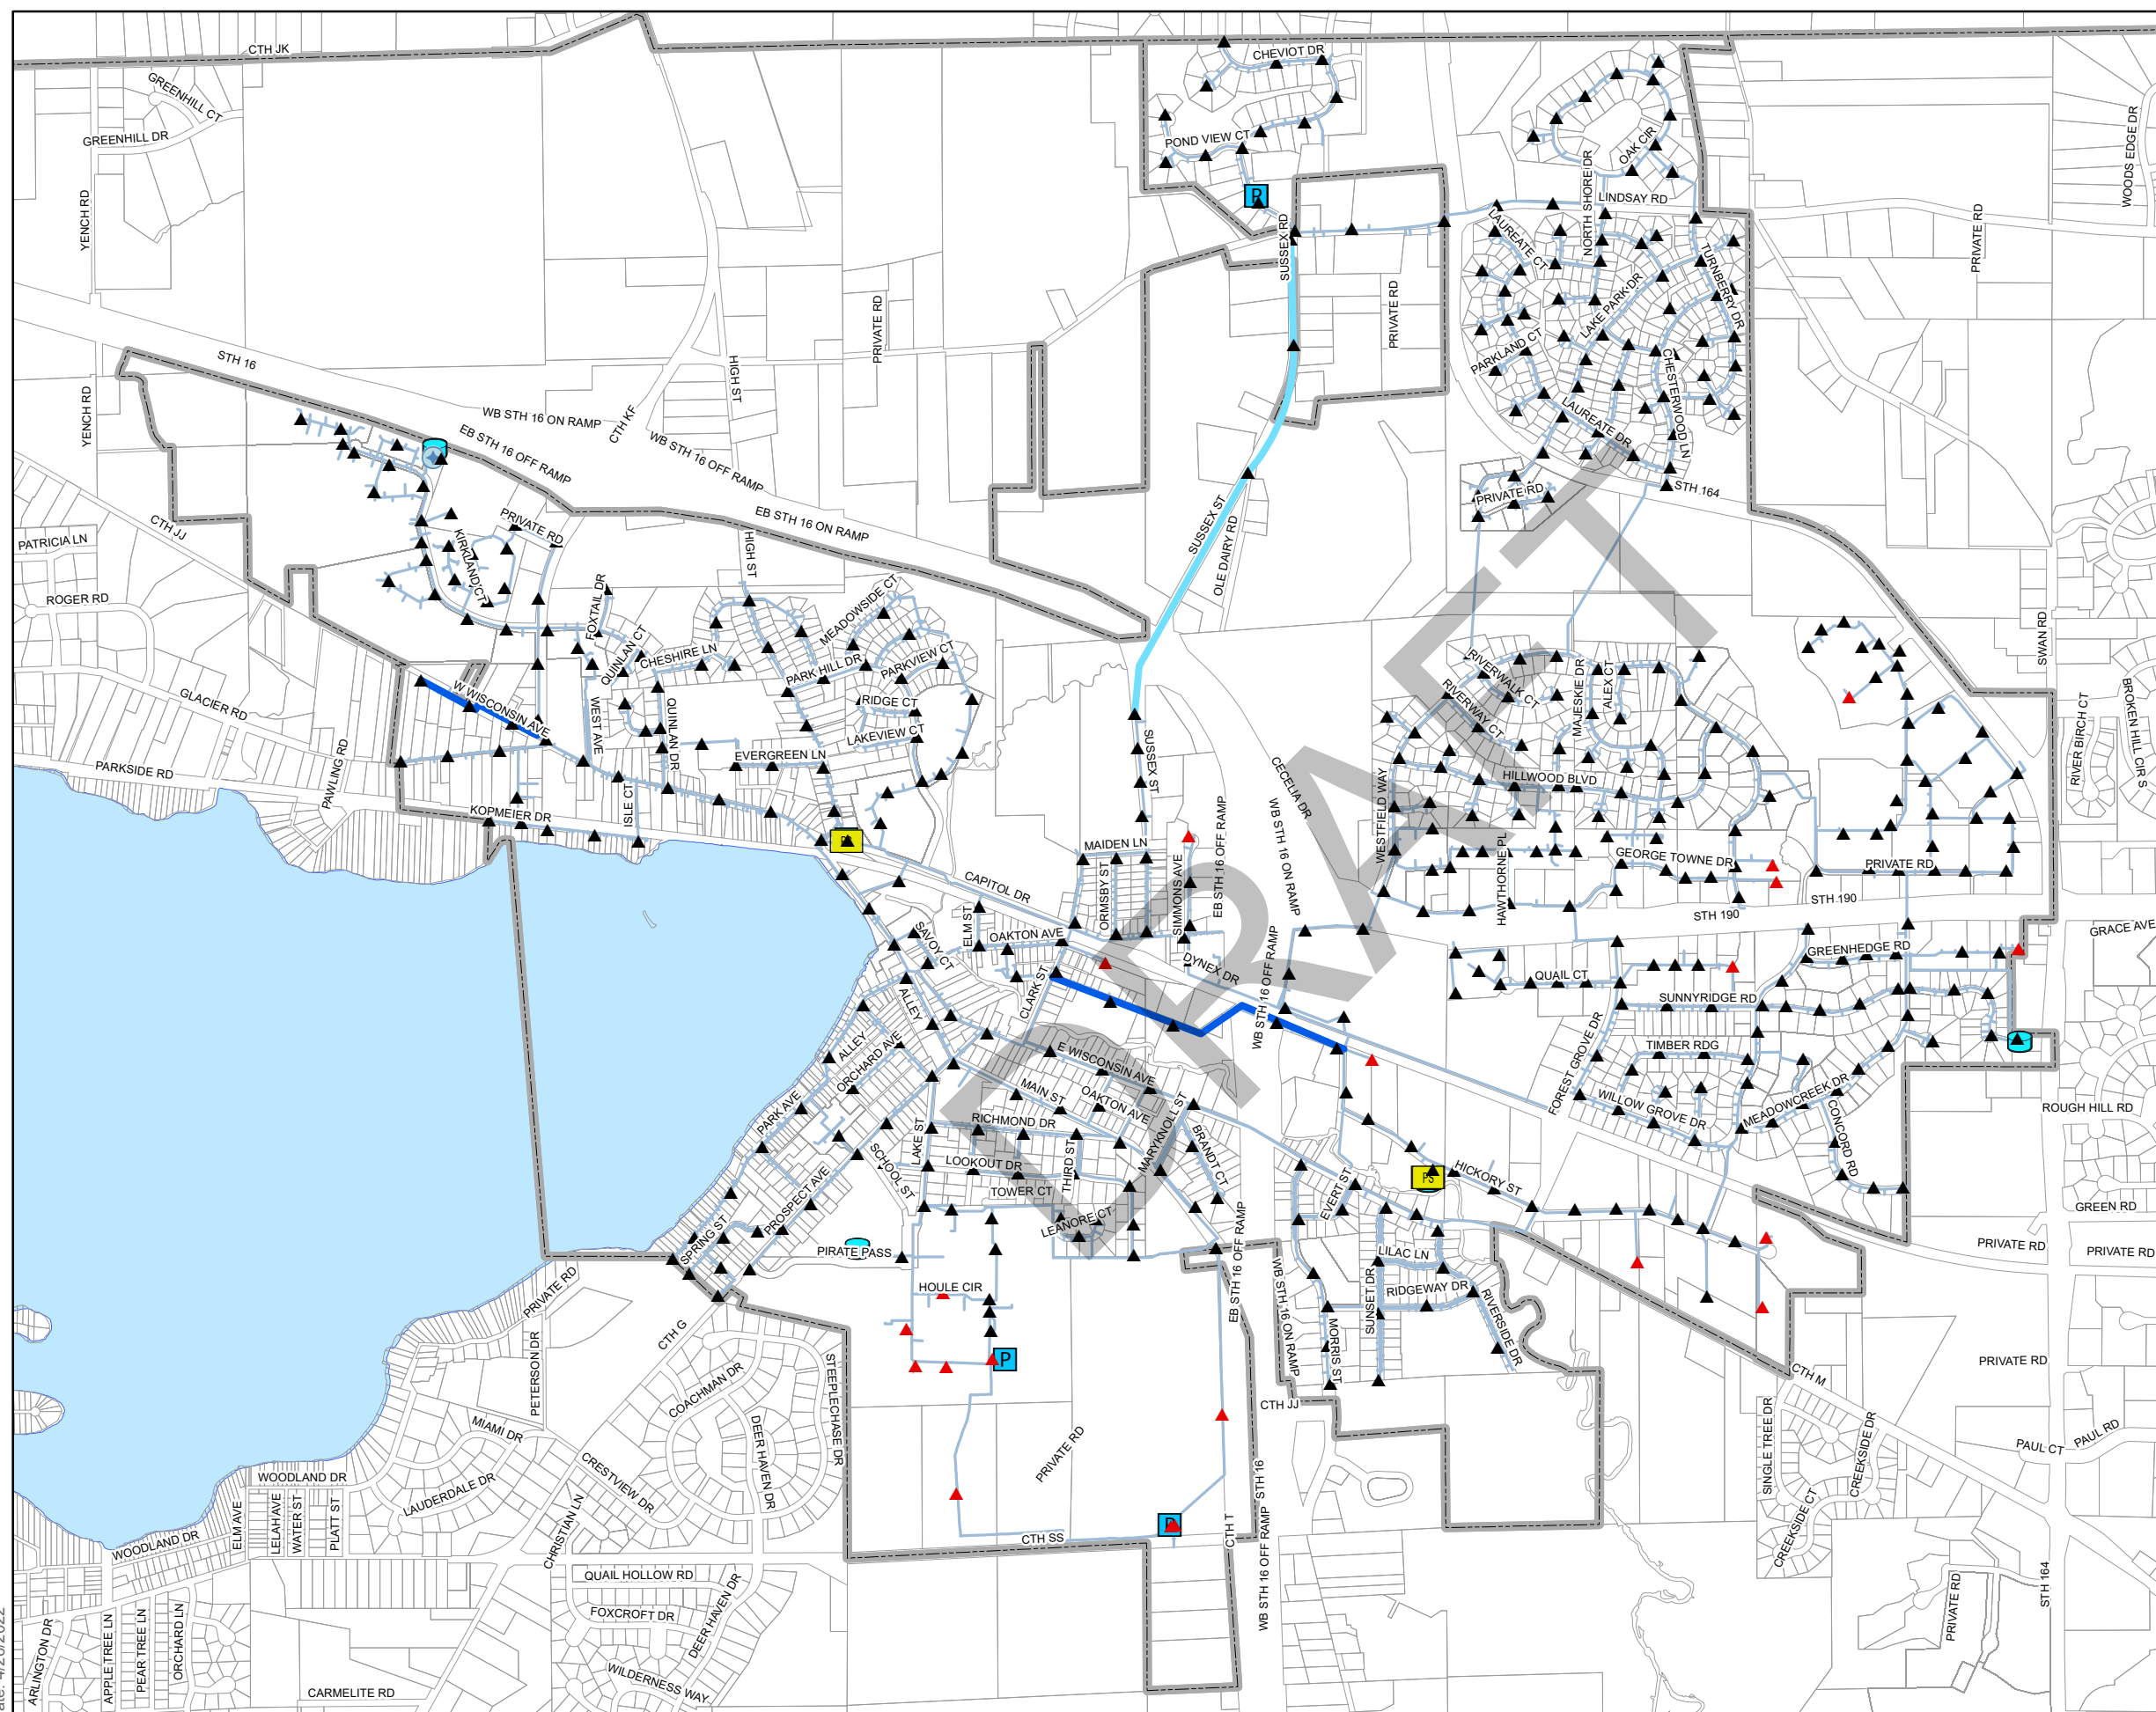 CTH JK
GREENHILL CT
GREENHILL DR
CHEVIOT DR
POND VIEW CT
OAK CIR
WOODS EDGE DR
YENCH RD
NORTH SHORE DR
LINDSAY RD
PRIVATE RD
SUSSEX RD
LAUREATE CT
TURNBERRY DR
P
PRIVATE RD
PRIVATE RD
LAKE PARK DR
STH 16
HIGH ST
PARKLAND CT
CHESTERWOOD LN
YENCH RD
WB STH 16 ON RAMP
CTH KF
LAUREATE DR
EB STH 16 OFF RAMP
WB STH 16 OFF RAMP
STH 164
PRIVATE RD
CTH JJ
PRIVATE RD
EB STH 16 ON RAMP
SUSSEX ST
OLE DAIRY RD
PATRICIA LN
KIRKLAND CT
HIGH ST
ROGER RD
FOXTAIL DR
MEADOWSIDE CT
SWAN RD
QUINLAN CT
CHESHIRE LN
PARK HILL DR
PARKVIEW CT
RIVERWALK CT
MAJESKIE DR
ALEX CT
GLACIER RD
W WISCONSIN AVE
RIDGE CT
RIVERWAY CT
RIVER BIRCH CT
BROKEN HILL CIR S
WEST AVE
QUINLAN DR
LAKEVIEW CT
EVERGREEN LN
SUSSEX ST
CECELIA DR
HILLWOOD BLVD
PARKSIDE RD
PAWLING RD
KOPMEIER DR
ISLE CT
MAIDEN LN
WB STH 16 ON RAMP
WESTFIELD WAY
GEORGE TOWNE DR
PRIVATE RD
CAPITOL DR
ORMSBY ST
SIMMONS AVE
EB STH 16 OFF RAMP
HAWTHORNE PL
STH 190
STH 190
GRACE AVE
ELM ST
OAKTON AVE
SAVOY CT
DYNEX DR
WB STH 16 OFF RAMP
GREENHEDGE RD
QUAIL CT
SUNNYRIDGE RD
ALLEY
CLARK ST
ALLEY
ORCHARD AVE
E WISCONSIN AVE
FOREST GROVE DR
TIMBER RDG
PARK AVE
MAIN ST
OAKTON AVE
WILLOW GROVE DR
MEADOWCREEK DR
ROUGH HILL RD
RICHMOND DR
MARYKNOLL ST
BRANDT CT
CONCORD RD
LAKE ST
LOOKOUT DR
THIRD ST
SCHOOL ST
TOWER CT
PS
HICKORY ST
EVERT ST
PROSPECT AVE
LEANORE CT
GREEN RD
SPRING ST
PIRATE PASS
EB STH 16 OFF RAMP
LILAC LN
PRIVATE RD
PRIVATE RD
PRIVATE RD
HOULE CIR
WB STH 16 ON RAMP
SUNSET DR
RIDGEWAY DR
RIVERSIDE DR
CTH G
MORRIS ST
PETERSON DR
COACHMAN DR
STEEPLECHASE DR
P
PRIVATE RD
CTH M
CTH JJ
SINGLE TREE DR
CREEKSIDE DR
MIAMI DR
DEER HAVEN DR
PRIVATE RD
PAUL CT
PAUL RD
WOODLAND DR
LAUDERDALE DR
CRESTVIEW DR
STH 16
ELM AVE
LELAH AVE
WATER ST
PLATT ST
CHRISTIAN LN
WOODLAND DR
CTH SS
CTH T
CREEKSIDE CT
QUAIL HOLLOW RD
WB STH 16 OFF RAMP
FOXCROFT DR
DEER HAVEN DR
PRIVATE RD
STH 164
ARLINGTON DR
APPLE TREE LN
PEAR TREE LN
ORCHARD LN
WILDERNESS WAY
CARMELITE RD
DRAFT